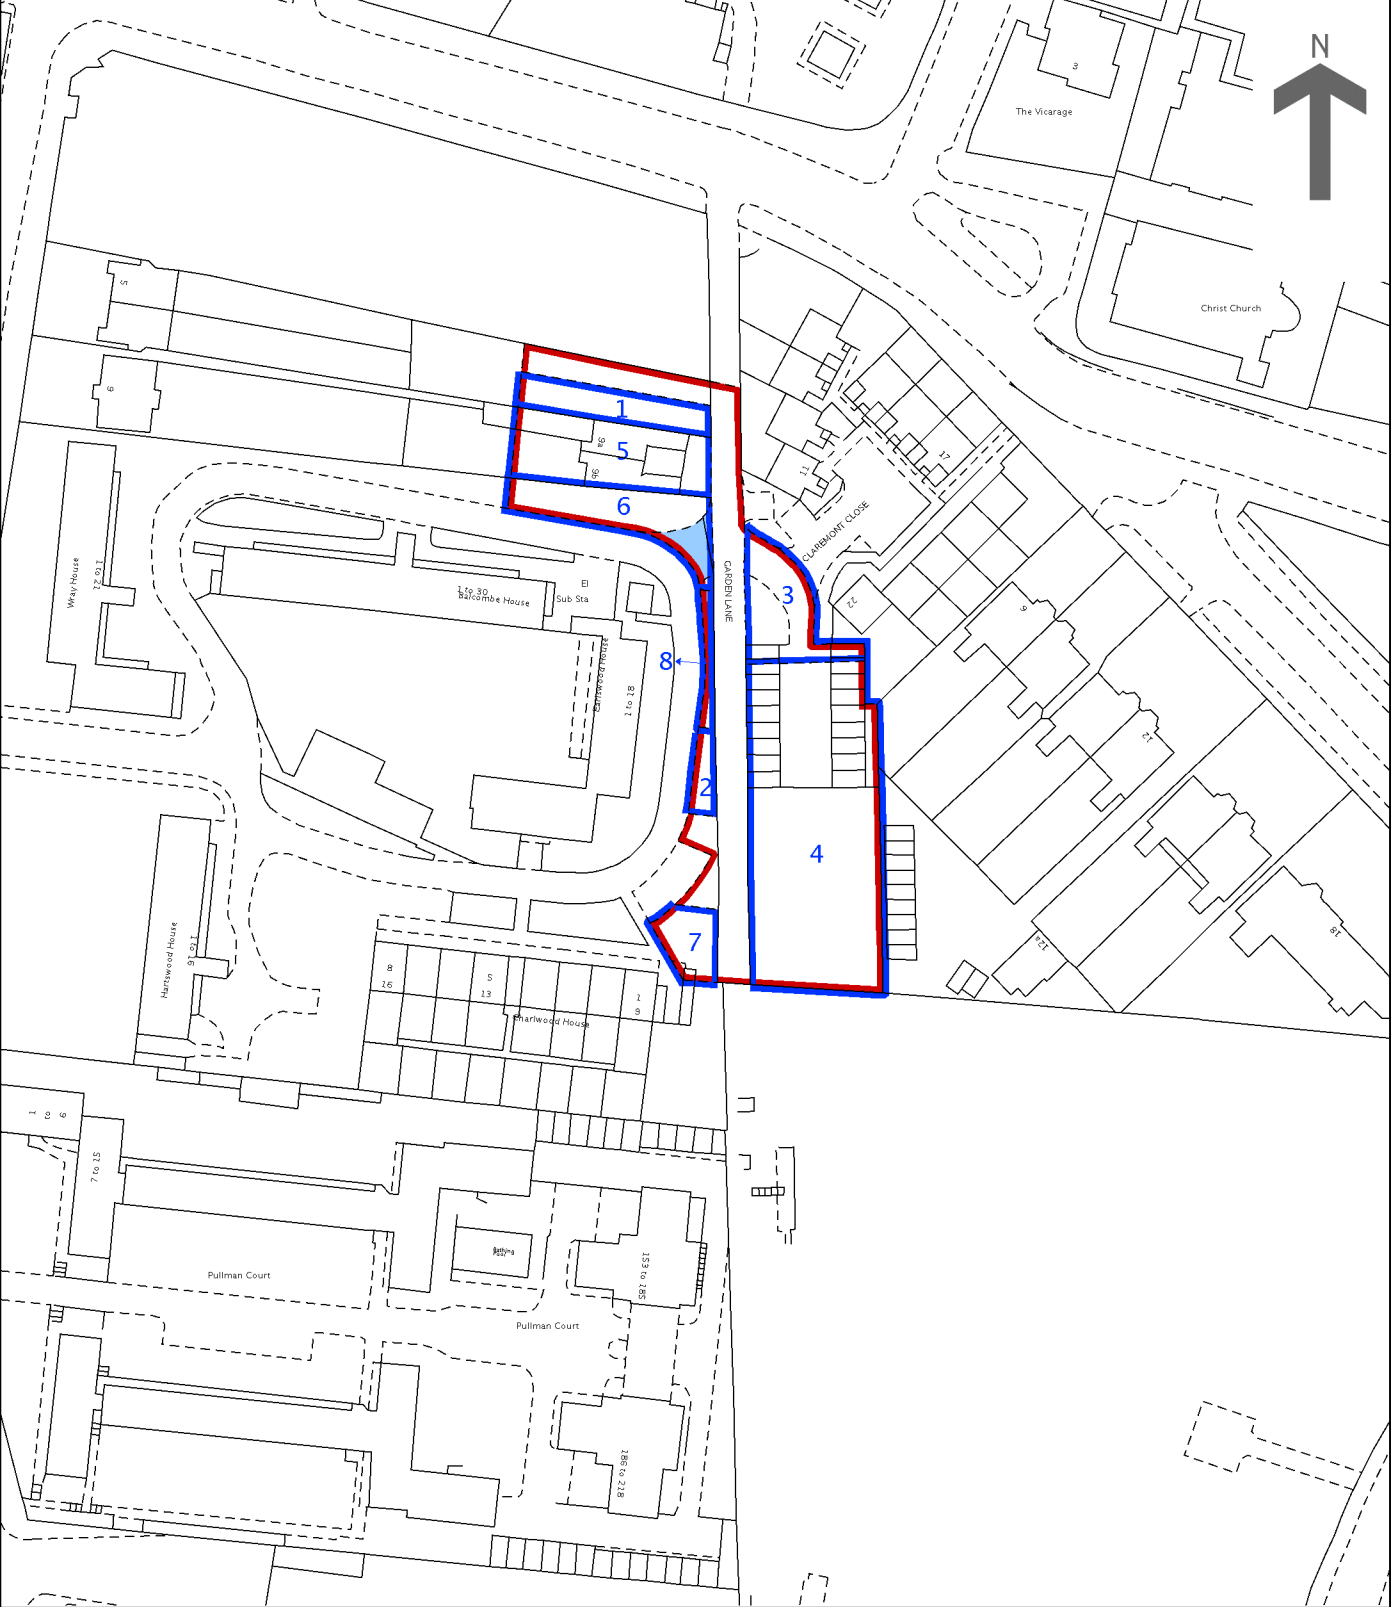 N
3
The Vicarage
Christ Church
5
6
1
9a
5
9b
6
11
17
CLAREMONT CLOSE
GARDEN LANE
3
22
9
Wray House
1 to 21
1 to 30
Balcombe House
El
Sub Sta
Earlswood House
1 to 18
8
2
12
4
7
12a
18
Hartswood House
1 to 16
8
16
5
13
1
9
Charlwood House
1
to
6
7 to 15
Bathing
Pool
153 to 185
Pullman Court
Pullman Court
186 to 218